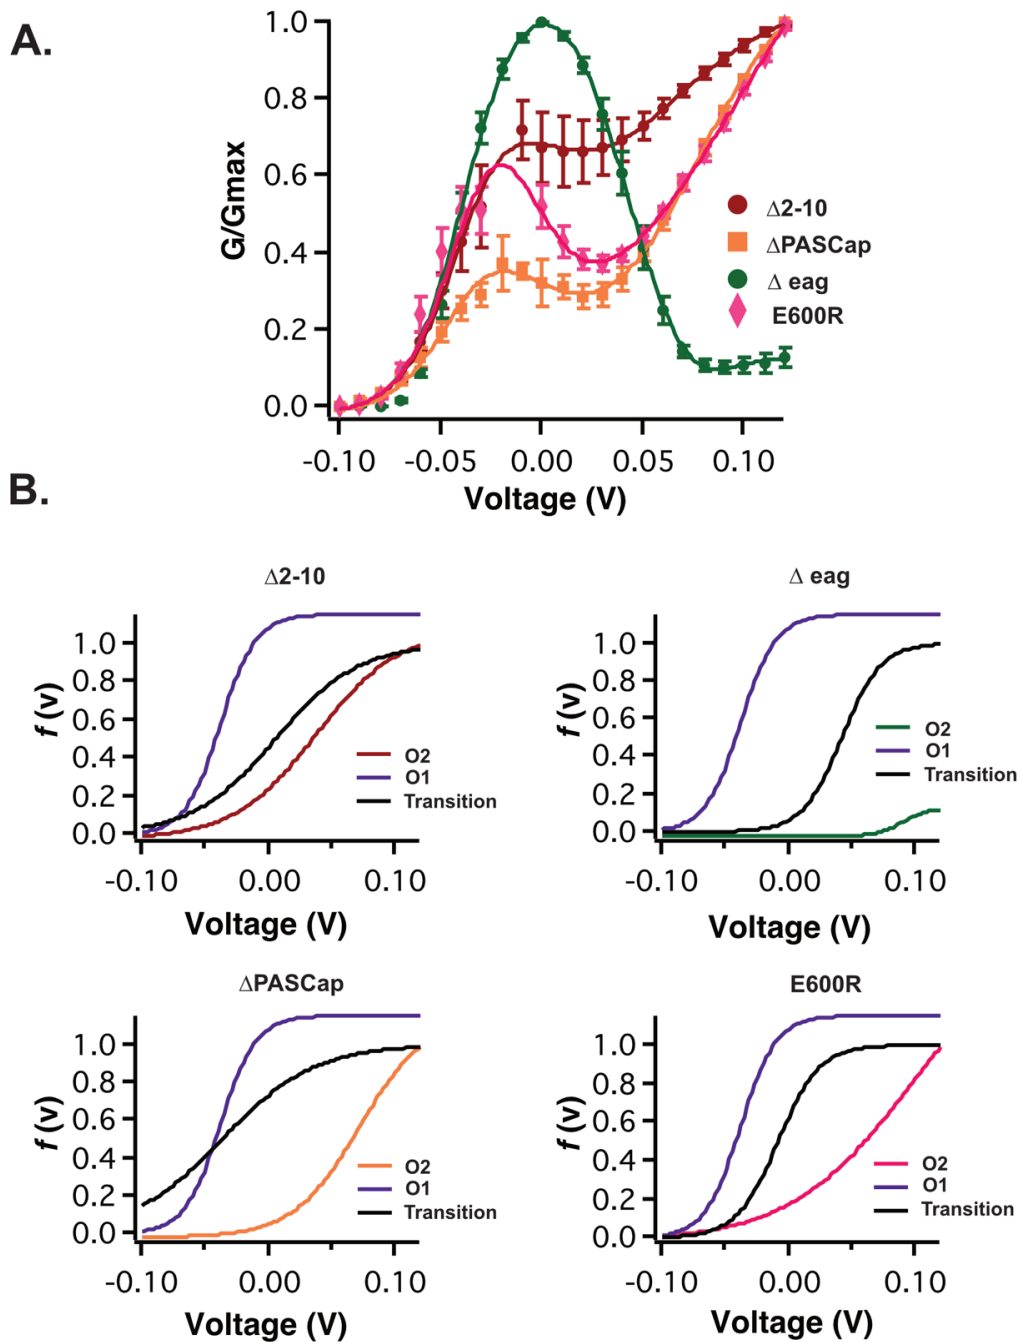 A.
1.0
0.8
0.6
0.4
0.2
0.0
G/Gmax
Δ2-10
ΔPASCap
Δ eag
E600R
-0.10 -0.05 0.00 0.05 0.10
Voltage (V)
B.
Δ2-10
1.0
0.8
0.6
0.4
0.2
0.0
f (v)
O2
O1
Transition
-0.10 0.00 0.10
Voltage (V)
Δ eag
1.0
0.8
0.6
0.4
0.2
0.0
f (v)
O2
O1
Transition
-0.10 0.00 0.10
Voltage (V)
ΔPASCap
1.0
0.8
0.6
0.4
0.2
0.0
f (v)
O2
O1
Transition
-0.10 0.00 0.10
Voltage (V)
E600R
1.0
0.8
0.6
0.4
0.2
0.0
f (v)
O2
O1
Transition
-0.10 0.00 0.10
Voltage (V)